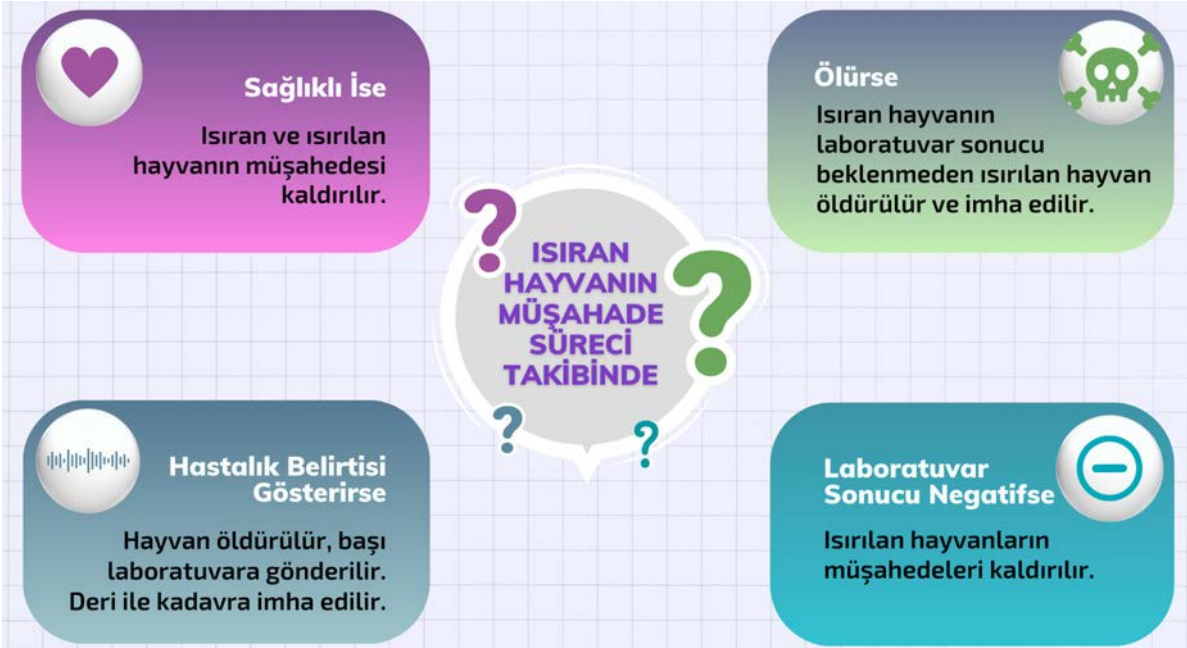 Sağlıklı İse
Isıran ve ısırılan
hayvanın müşahedesi
kaldırılır.
Ölürse
Isıran hayvanın
laboratuvar sonucu
beklenmeden ısırılan hayvan
öldürülür ve imha edilir.
ISIRAN
HAYVANIN
MÜŞAHADE
SÜRECİ
TAKİBİNDE
Hastalık Belirtisi
Gösterirse
Hayvan öldürülür, başı
laboratuvara gönderilir.
Deri ile kadavra imha edilir.
Laboratuvar
Sonucu Negatifse
Isırılan hayvanların
müşahedeleri kaldırılır.